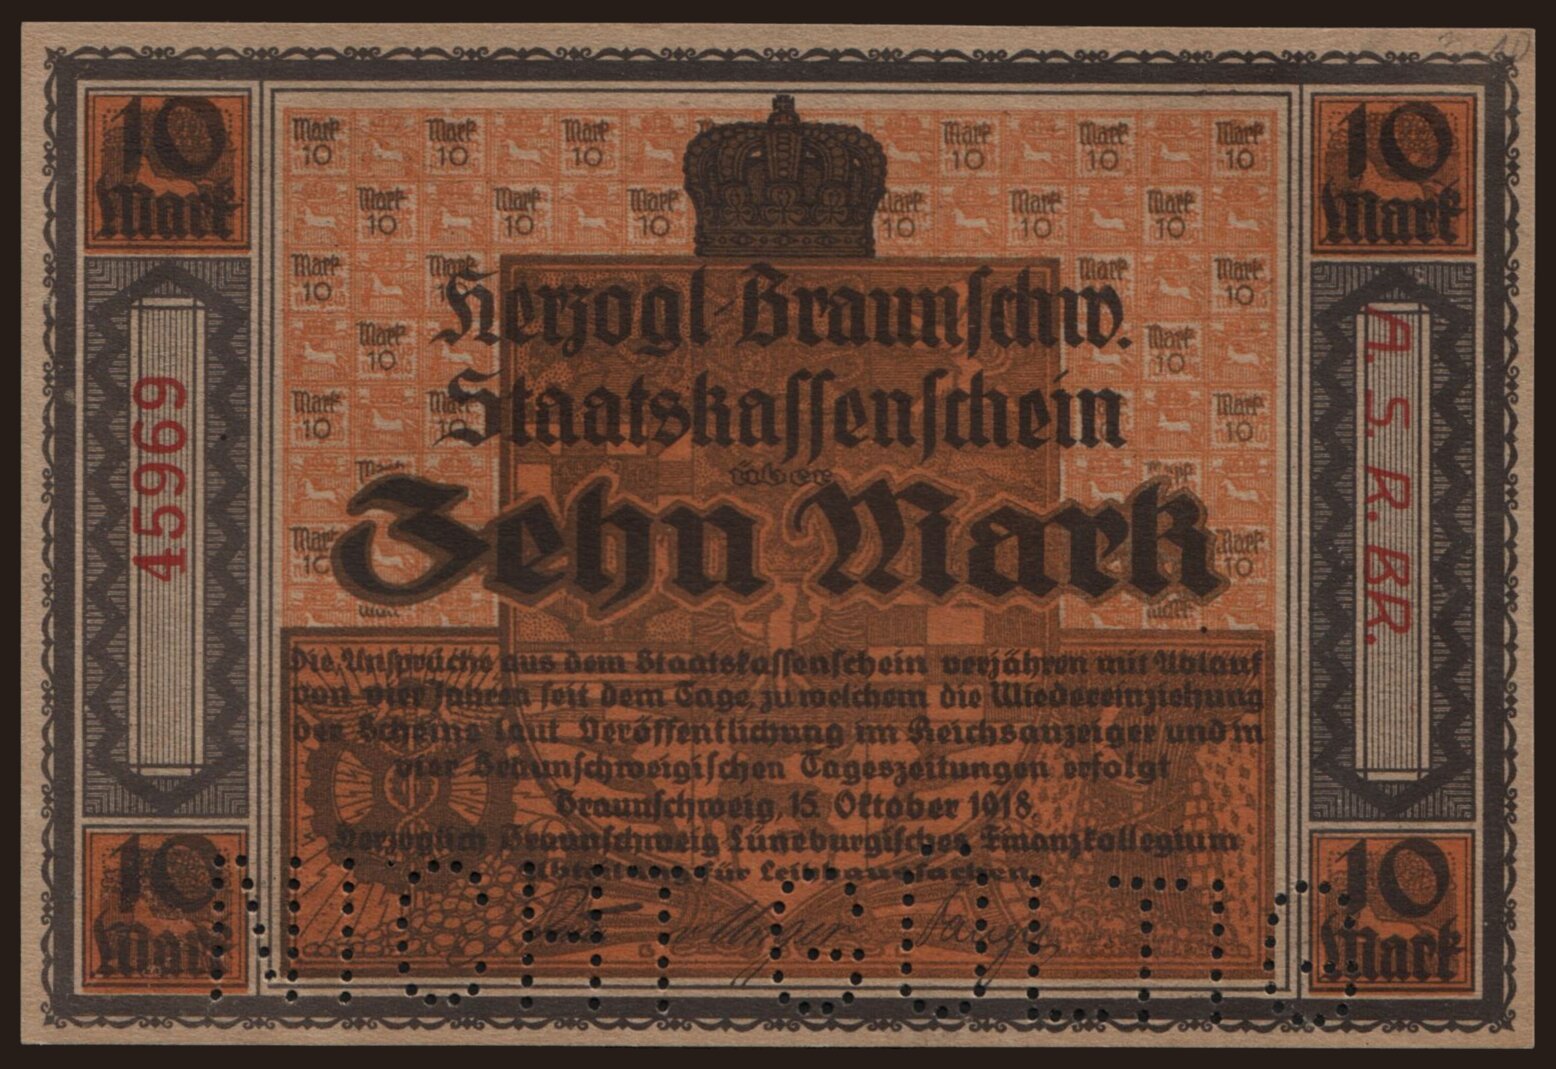 10 Mark
10 Mark
Herzogl. Braunschw.
Staatskassenschein
über
Zehn Mark
Die Ansprüche aus dem Staatskassenschein verjähren mit Ablauf
von vier Jahren seit dem Tage, zu welchem die Wiedereinziehung
der Scheine laut Veröffentlichung im Reichsanzeiger und in
vier Braunschweigischen Tageszeitungen erfolgt
Braunschweig, 15. Oktober 1918.
Herzoglich Braunschweig Lüneburgisches Finanzkollegium
Abteilung für Leihhaussachen
45969
A. S. R. BR.
10 Mark
10 Mark
NICHT GÜLTIG